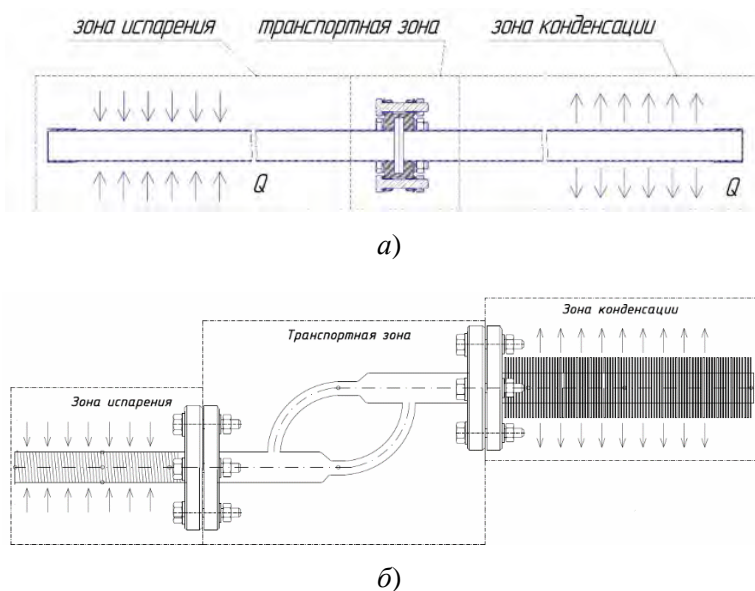 зона испарения транспортная зона зона конденсации
Q Q
а)
Зона конденсации
Транспортная зона
Зона испарения
б)